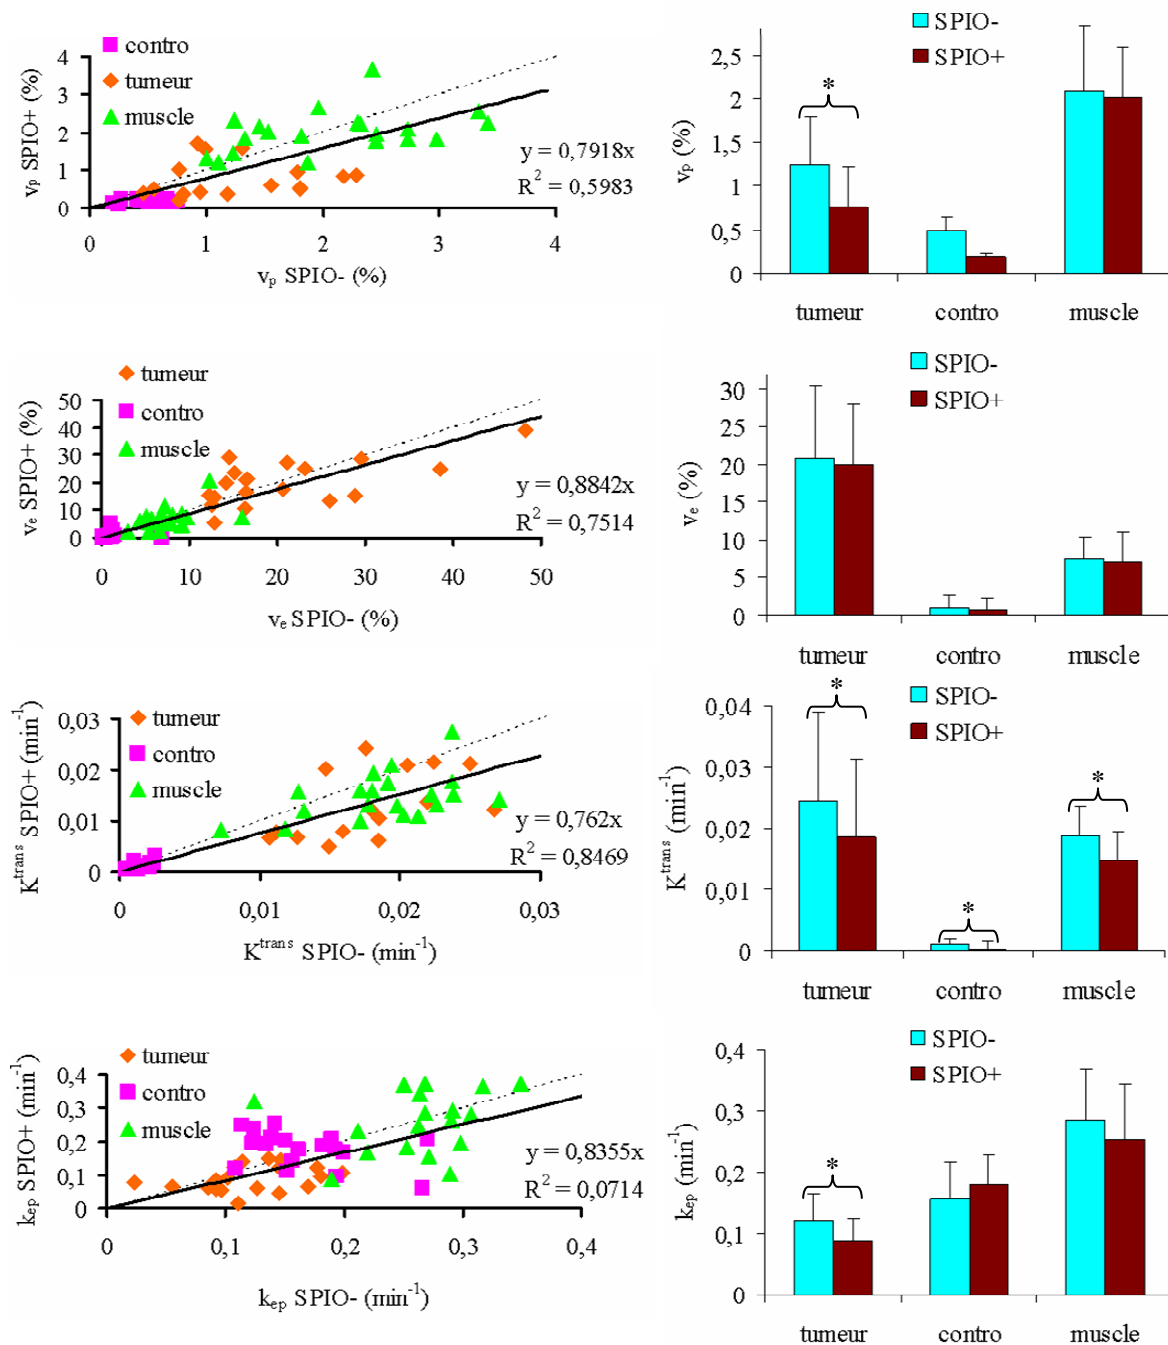 contro
tumeur
muscle
4
3
2
1
0
vₚ SPIO+ (%)
y = 0,7918x
R² = 0,5983
0 1 2 3 4
vₚ SPIO- (%)
SPIO-
SPIO+
2,5
2
1,5
1
0,5
0
vₚ (%)
*
tumeur contro muscle
tumeur
contro
muscle
50
40
30
20
10
0
vₑ SPIO+ (%)
y = 0,8842x
R² = 0,7514
0 10 20 30 40 50
vₑ SPIO- (%)
SPIO-
SPIO+
30
25
20
15
10
5
0
vₑ (%)
tumeur contro muscle
tumeur
contro
muscle
0,03
0,02
0,01
0
Kᵗʳᵃⁿˢ SPIO+ (min⁻¹)
y = 0,762x
R² = 0,8469
0 0,01 0,02 0,03
Kᵗʳᵃⁿˢ SPIO- (min⁻¹)
SPIO-
SPIO+
0,04
0,03
0,02
0,01
0
Kᵗʳᵃⁿˢ (min⁻¹)
*
*
*
tumeur contro muscle
tumeur
contro
muscle
0,4
0,3
0,2
0,1
0
kₑₚ SPIO+ (min⁻¹)
y = 0,8355x
R² = 0,0714
0 0,1 0,2 0,3 0,4
kₑₚ SPIO- (min⁻¹)
SPIO-
SPIO+
0,4
0,3
0,2
0,1
0
kₑₚ (min⁻¹)
*
tumeur contro muscle